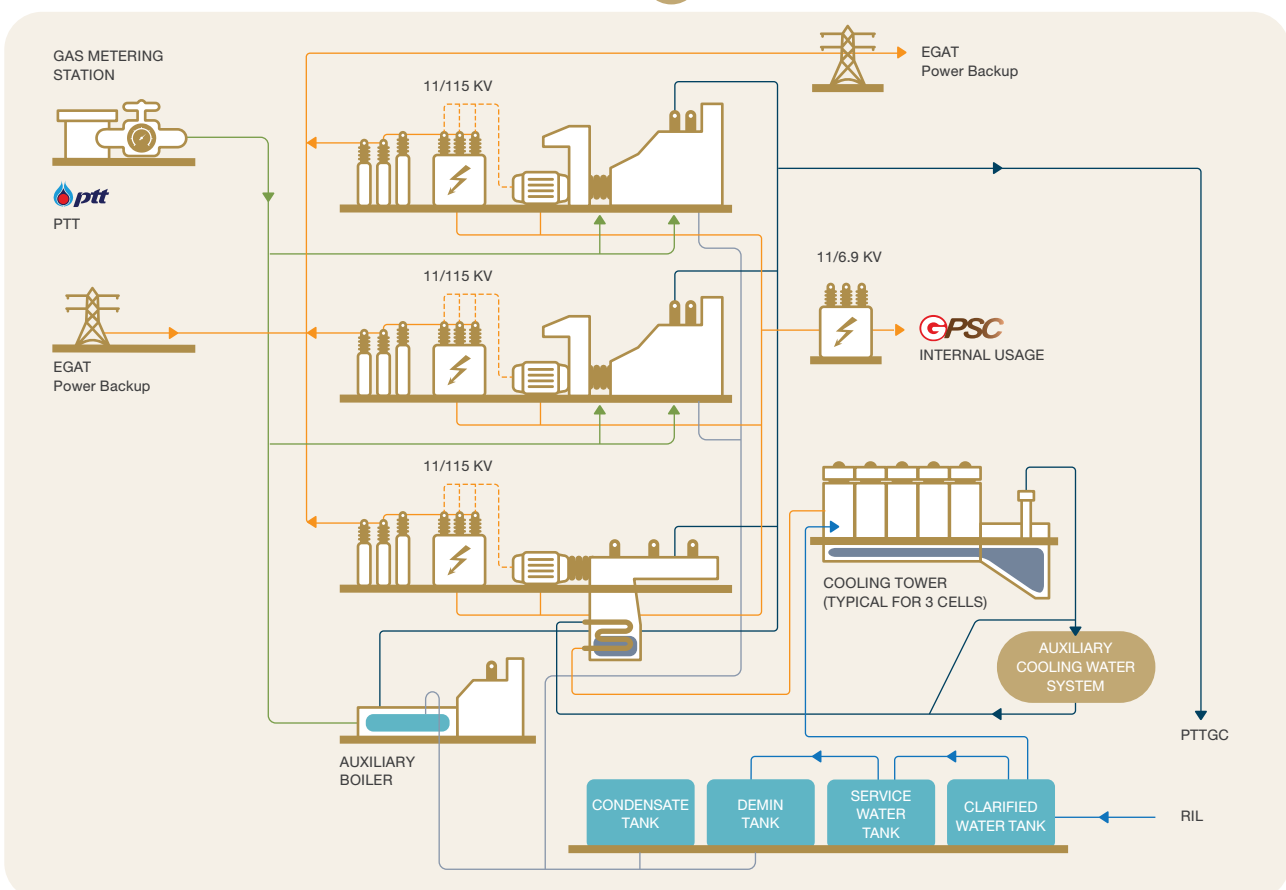 GAS METERING
STATION
ptt
PTT
EGAT
Power Backup
11/115 KV
11/115 KV
11/115 KV
EGAT
Power Backup
11/6.9 KV
GPSC
INTERNAL USAGE
COOLING TOWER
(TYPICAL FOR 3 CELLS)
AUXILIARY
COOLING WATER
SYSTEM
PTTGC
AUXILIARY
BOILER
CONDENSATE
TANK
DEMIN
TANK
SERVICE
WATER
TANK
CLARIFIED
WATER TANK
RIL